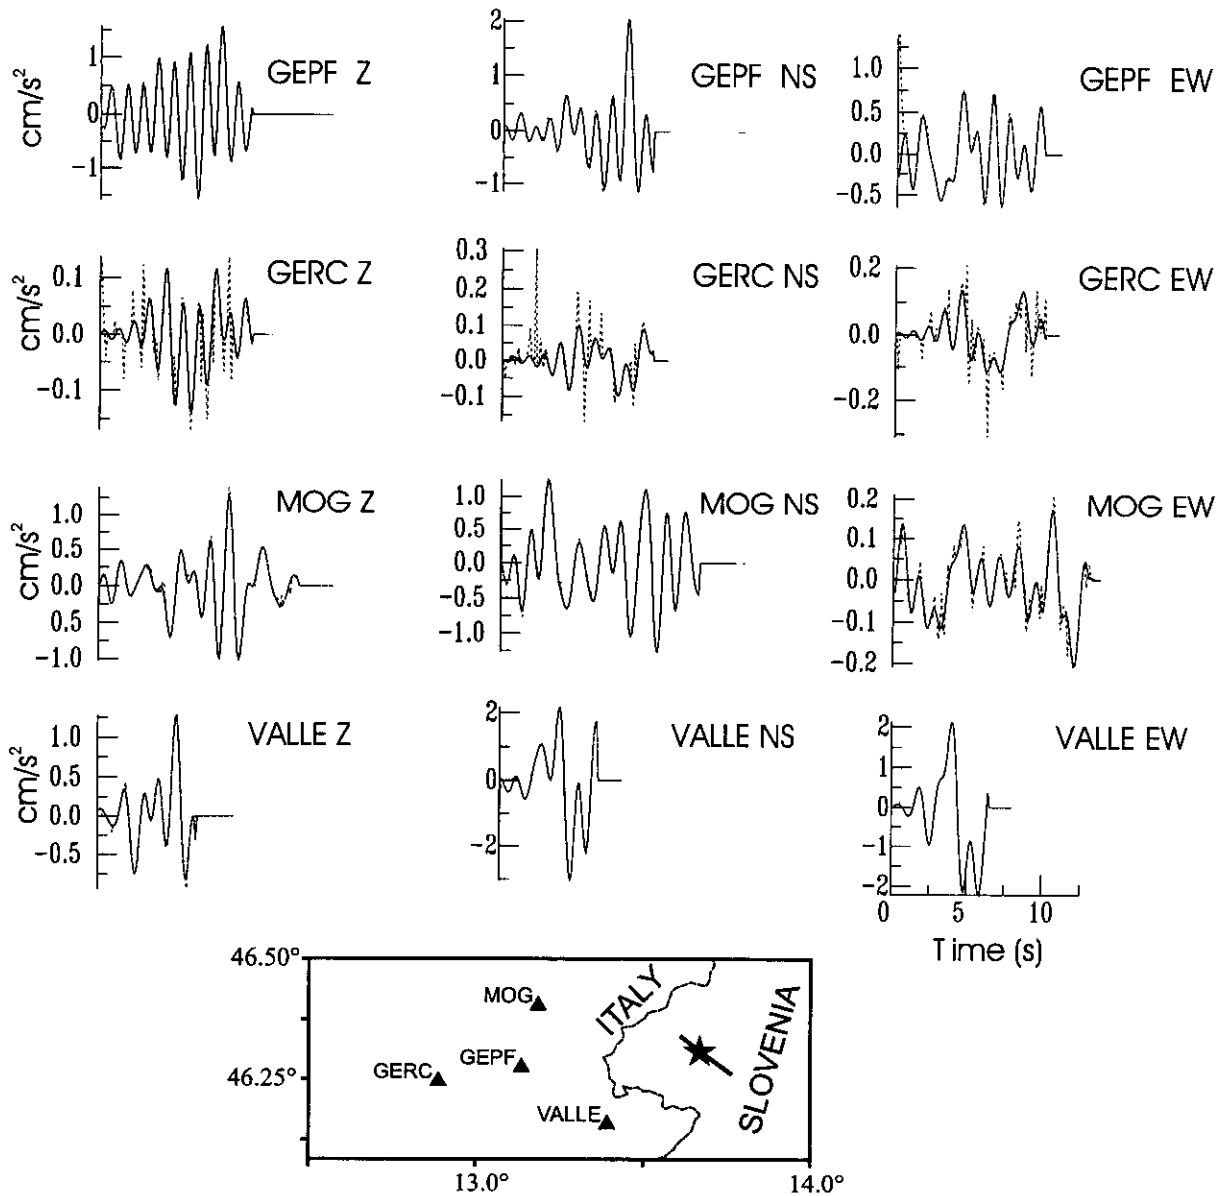 cm/s²
1
0
-1
GEPF Z
2
1
0
-1
GEPF NS
1.0
0.5
0.0
-0.5
GEPF EW
cm/s²
0.1
0.0
-0.1
GERC Z
0.3
0.2
0.1
0.0
-0.1
GERC NS
0.2
0.0
-0.2
GERC EW
cm/s²
1.0
0.5
0.0
0.5
-1.0
MOG Z
1.0
0.5
0.0
-0.5
-1.0
MOG NS
0.2
0.1
0.0
-0.1
-0.2
MOG EW
cm/s²
1.0
0.5
0.0
-0.5
VALLE Z
2
0
-2
VALLE NS
2
1
0
-1
-2
VALLE EW
0 5 10
Time (s)
46.50°
46.25°
MOG
GEPF
GERC
VALLE
ITALY
SLOVENIA
13.0° 14.0°